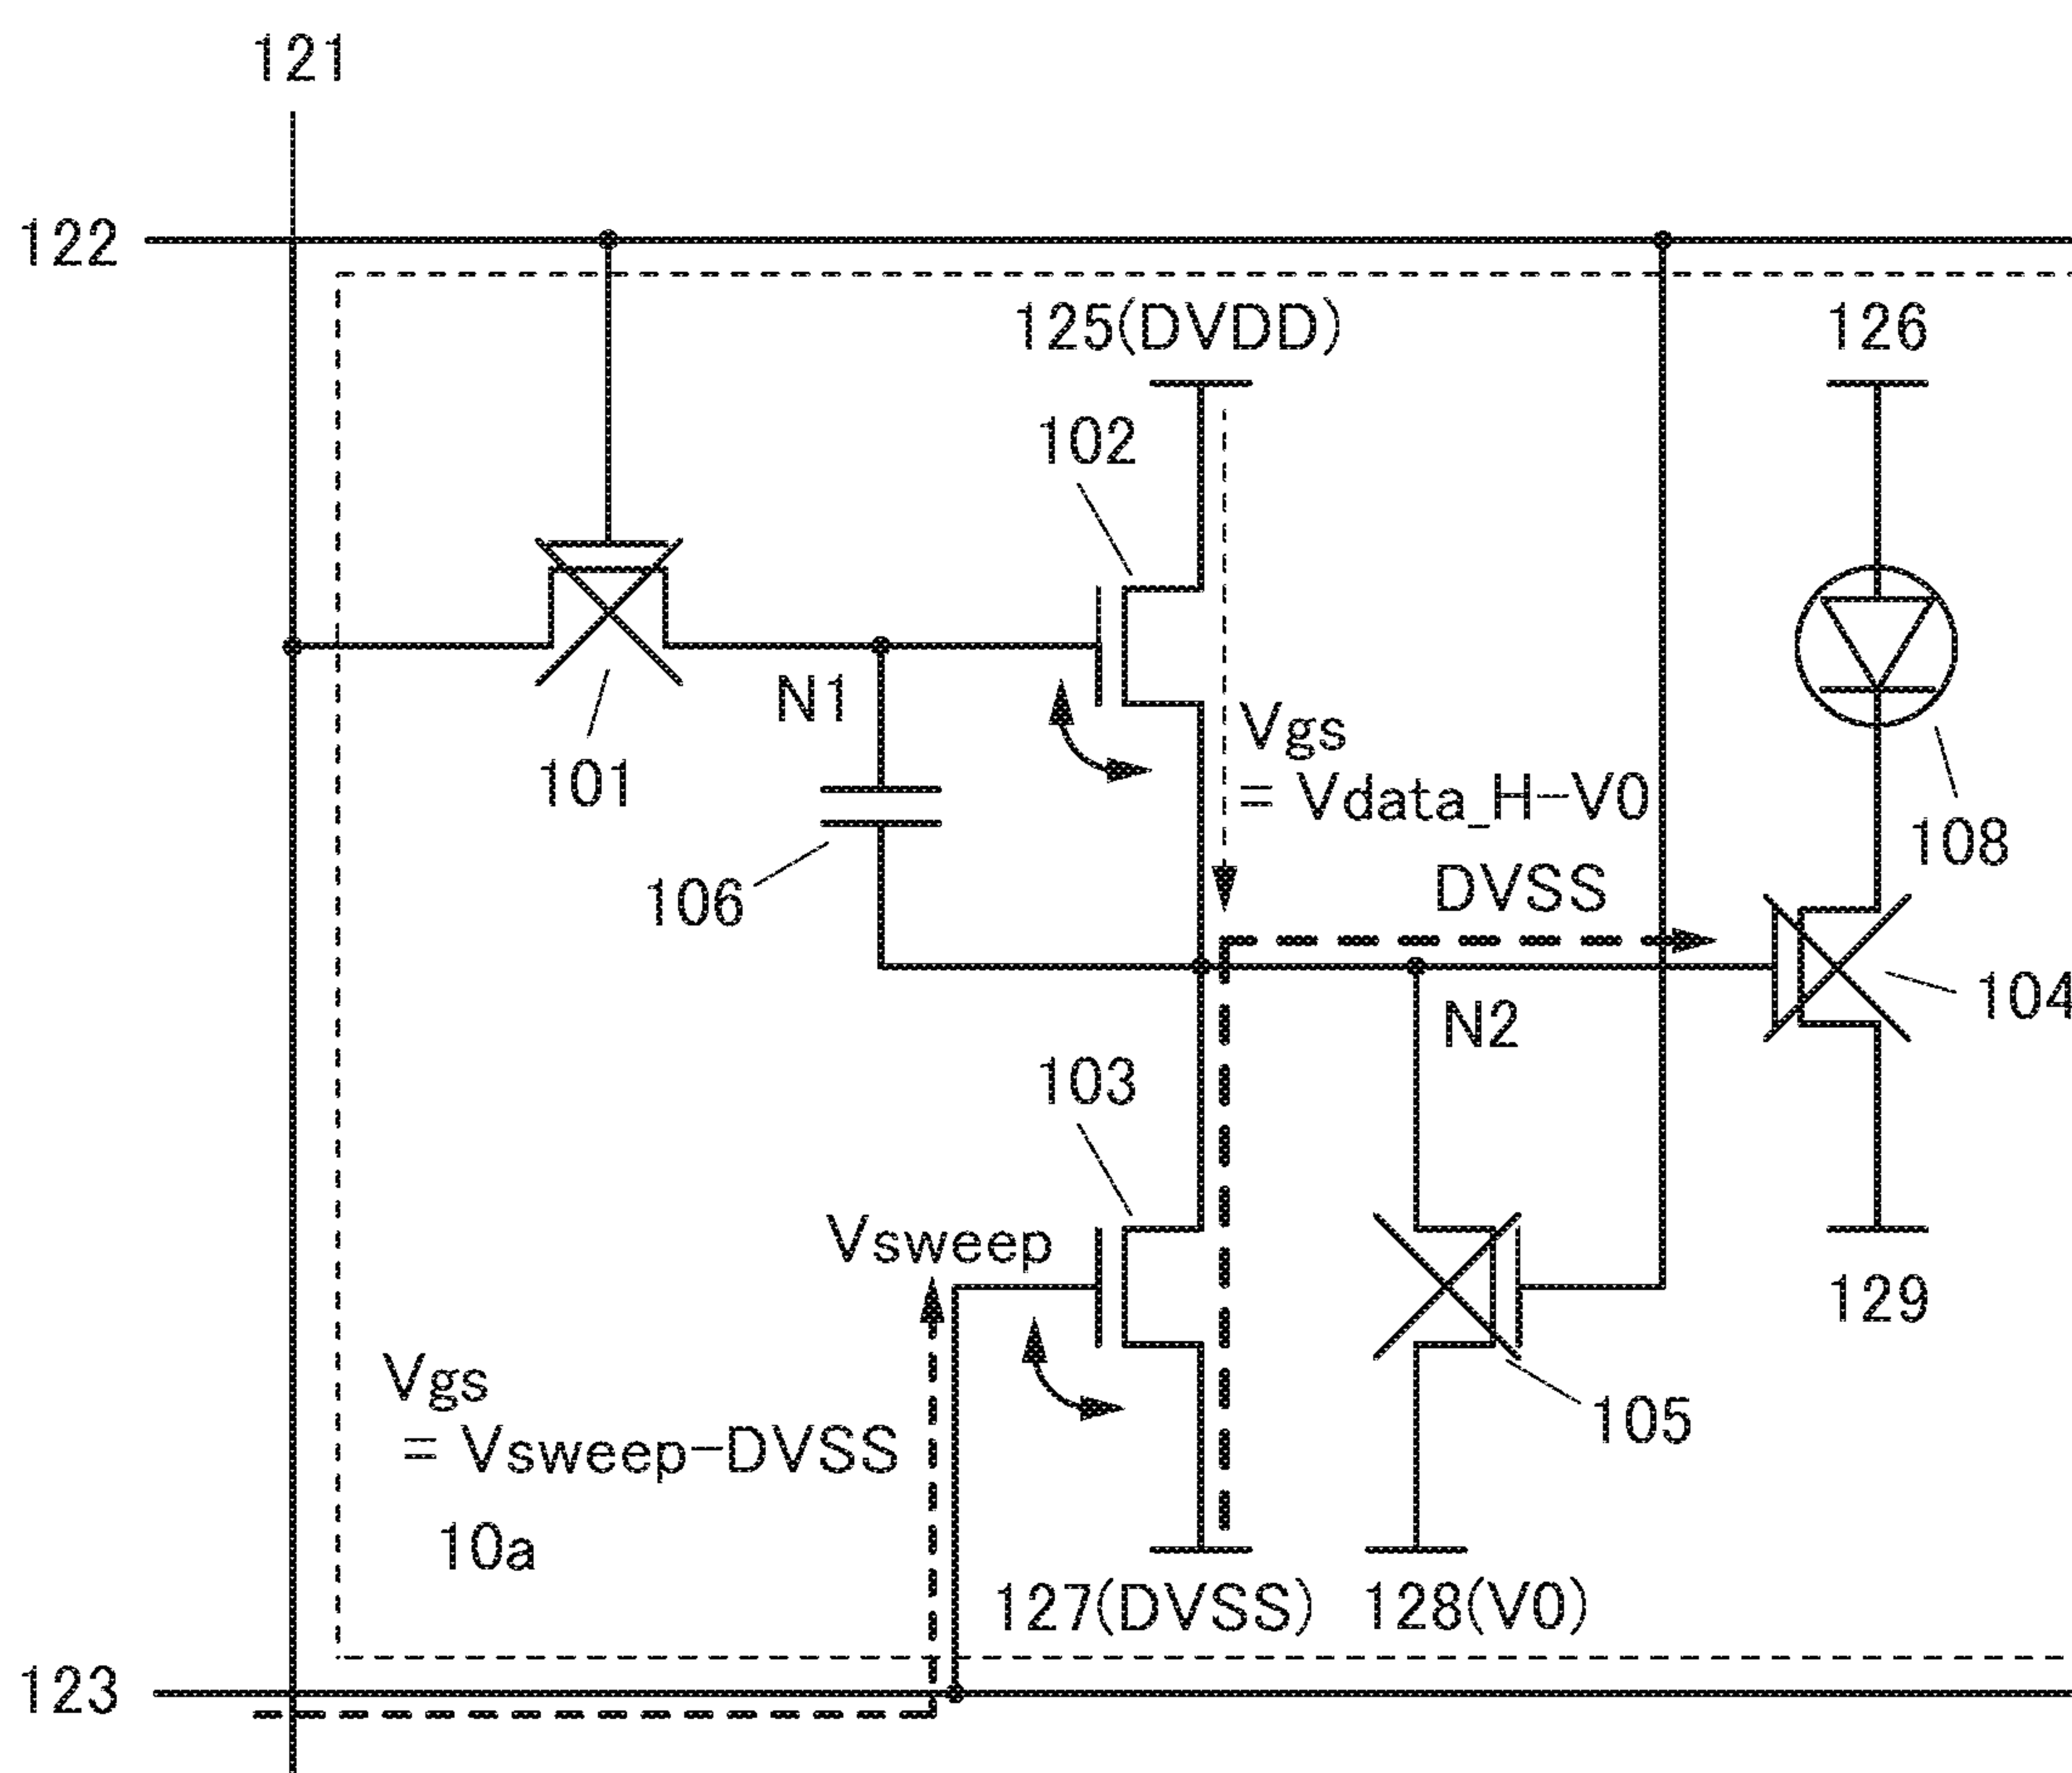 121
122
125(DVDD)
126
102
N1
101
Vgs
= Vdata_H-V0
108
106
DVSS
104
N2
103
Vsweep
129
Vgs
= Vsweep-DVSS
105
10a
127(DVSS)
128(V0)
123